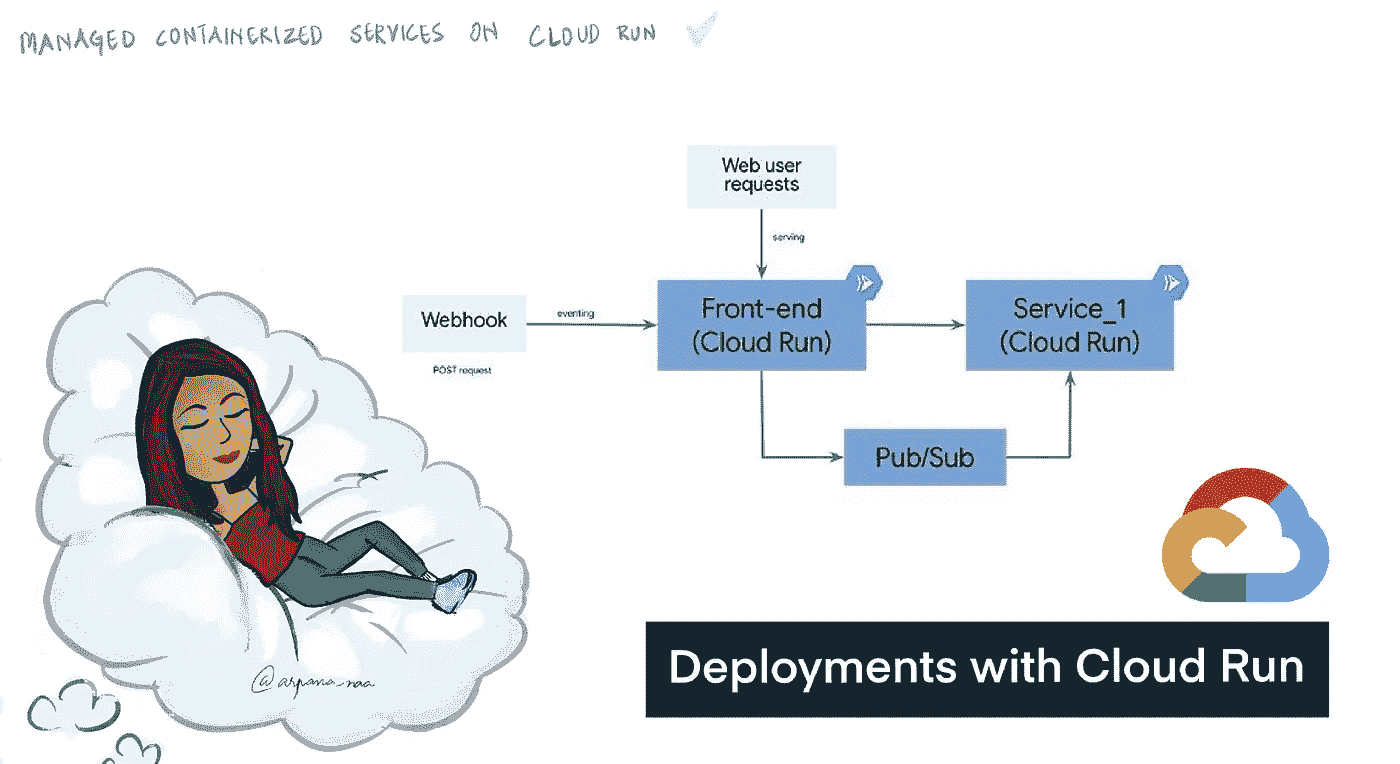 MANAGED CONTAINERIZED SERVICES ON CLOUD RUN
Web user
requests
serving
Webhook
eventing
POST request
Front-end
(Cloud Run)
Service_1
(Cloud Run)
Pub/Sub
Deployments with Cloud Run